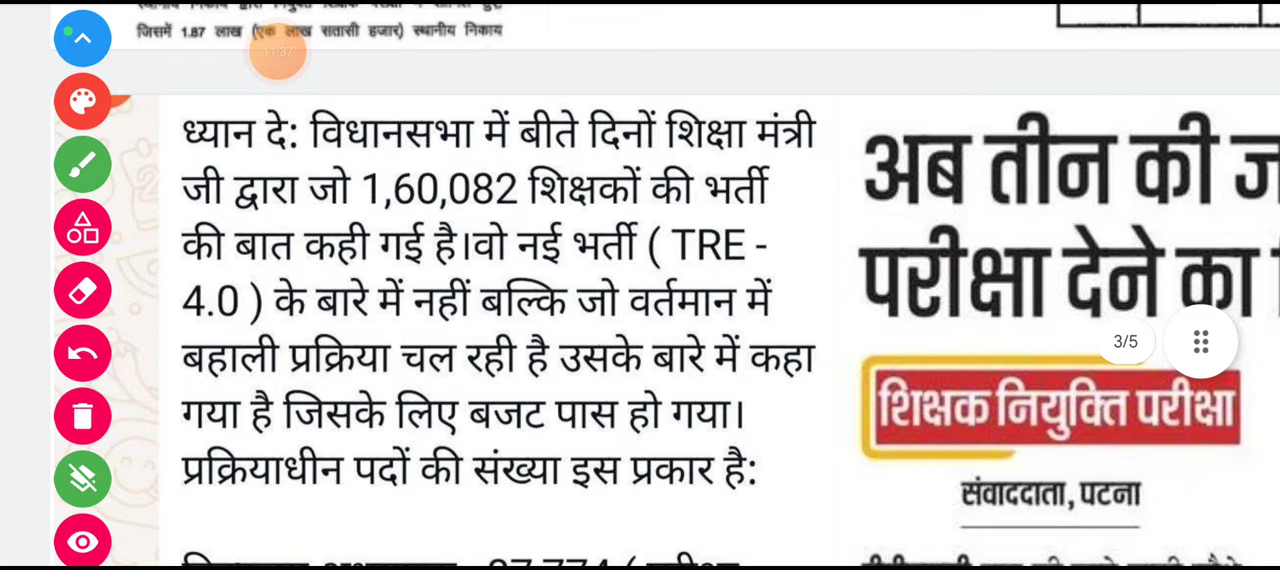 जिसमें 1.87 लाख (एक लाख सतासी हजार) स्थानीय निकाय
11:37
ध्यान दे: विधानसभा में बीते दिनों शिक्षा मंत्री
जी द्वारा जो 1,60,082 शिक्षकों की भर्ती
की बात कही गई है।वो नई भर्ती ( TRE -
4.0 ) के बारे में नहीं बल्कि जो वर्तमान में
बहाली प्रक्रिया चल रही है उसके बारे में कहा
गया है जिसके लिए बजट पास हो गया।
प्रक्रियाधीन पदों की संख्या इस प्रकार है:
अब तीन की
परीक्षा देने का
3/5
शिक्षक नियुक्ति परीक्षा
संवाददाता, पटना